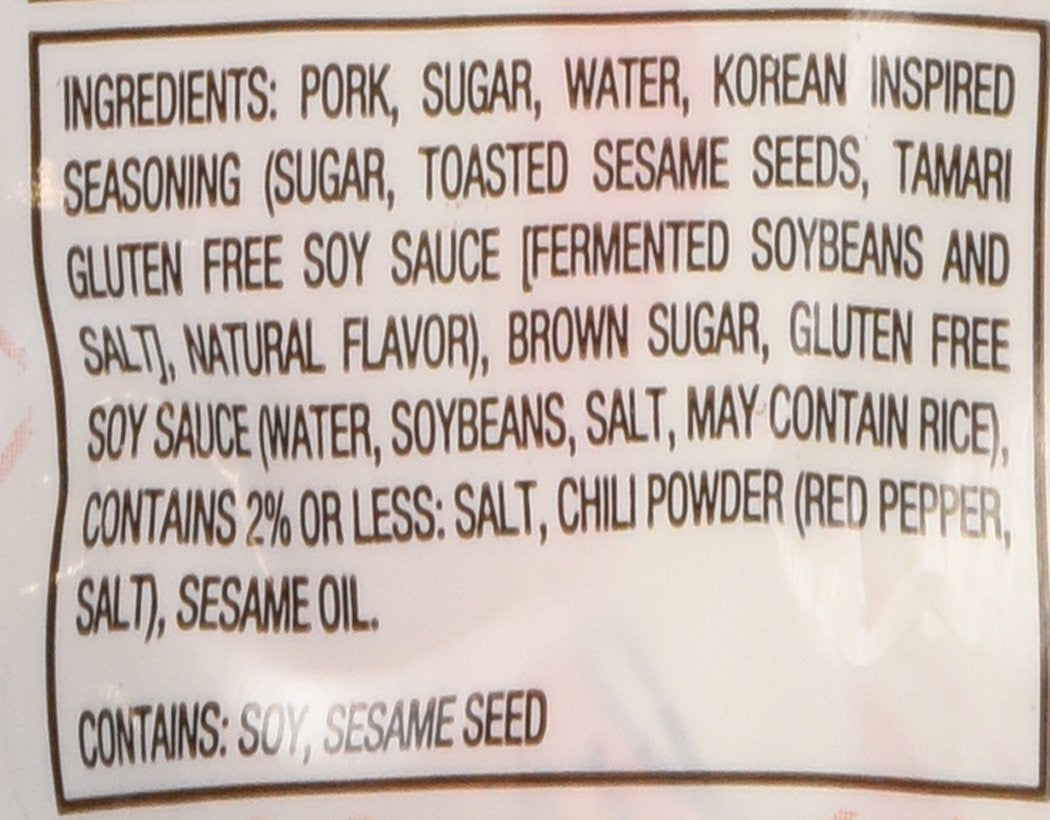 INGREDIENTS: PORK, SUGAR, WATER, KOREAN INSPIRED
SEASONING (SUGAR, TOASTED SESAME SEEDS, TAMARI
GLUTEN FREE SOY SAUCE [FERMENTED SOYBEANS AND
SALT], NATURAL FLAVOR), BROWN SUGAR, GLUTEN FREE
SOY SAUCE (WATER, SOYBEANS, SALT, MAY CONTAIN RICE),
CONTAINS 2% OR LESS: SALT, CHILI POWDER (RED PEPPER,
SALT), SESAME OIL.
CONTAINS: SOY, SESAME SEED